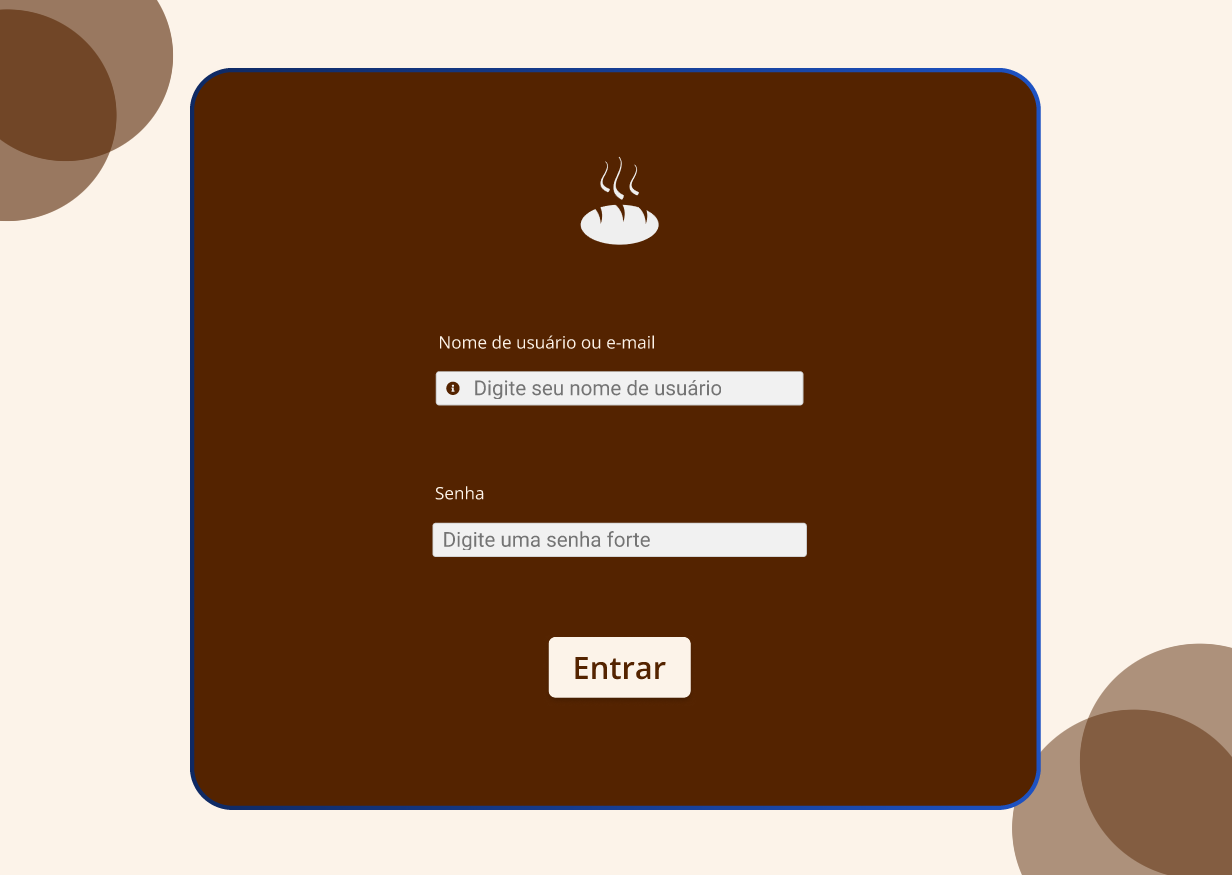 Nome de usuário ou e-mail
Digite seu nome de usuário
Senha
Digite uma senha forte
Entrar